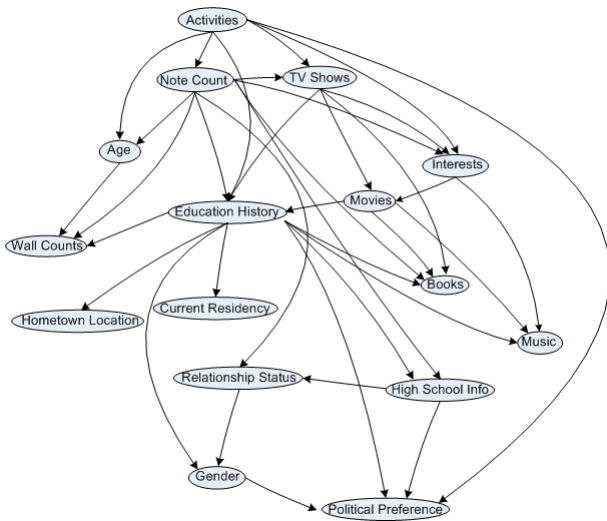 Activities
Note Count
TV Shows
Age
Interests
Movies
Education History
Wall Counts
Books
Current Residency
Hometown Location
Music
Relationship Status
High School Info
Gender
Political Preference